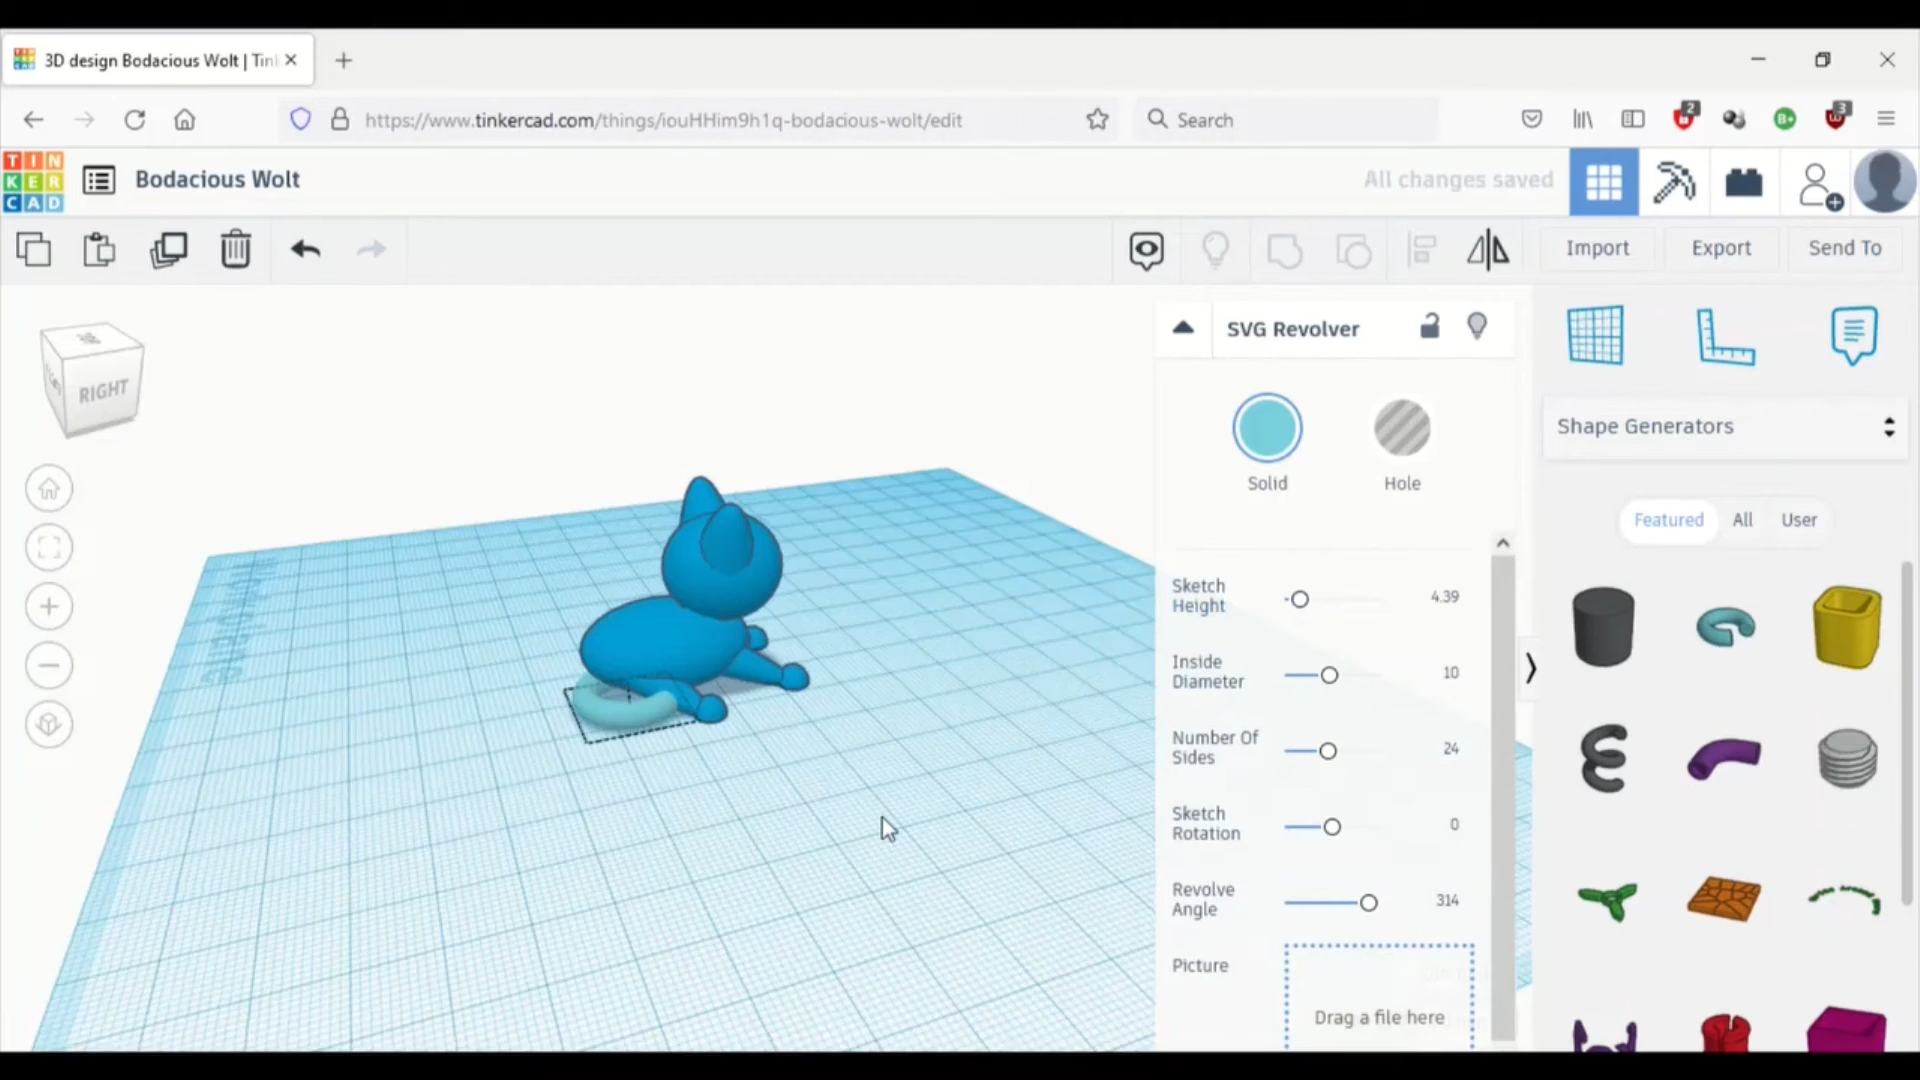 3D design Bodacious Wolt | Tin
https://www.tinkercad.com/things/iouHHim9h1q-bodacious-wolt/edit
Search
2
B+
3
TIN
KER
CAD
Bodacious Wolt
All changes saved
Import
Export
Send To
TOP
RIGHT
SVG Revolver
Solid
Hole
Shape Generators
Featured
All
User
Sketch
Height
4.39
Inside
Diameter
10
Number Of
Sides
24
Sketch
Rotation
0
Revolve
Angle
314
Picture
Drag a file here